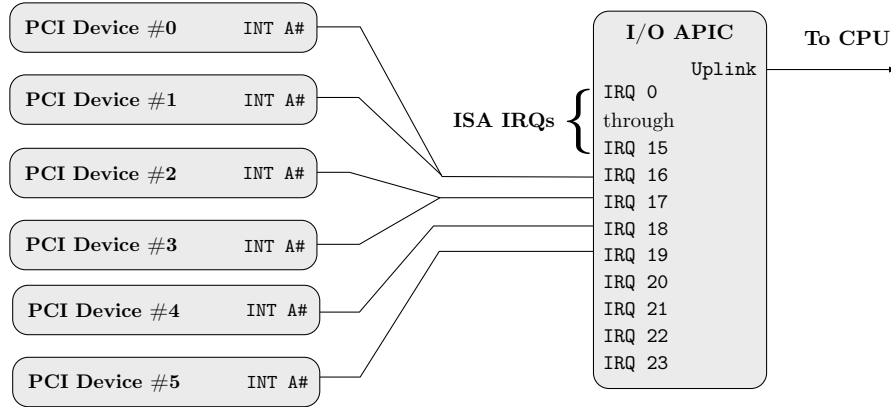 PCI Device #0 INT A#
PCI Device #1 INT A#
PCI Device #2 INT A#
PCI Device #3 INT A#
PCI Device #4 INT A#
PCI Device #5 INT A#
ISA IRQs
I/O APIC
Uplink
IRQ 0
through
IRQ 15
IRQ 16
IRQ 17
IRQ 18
IRQ 19
IRQ 20
IRQ 21
IRQ 22
IRQ 23
To CPU